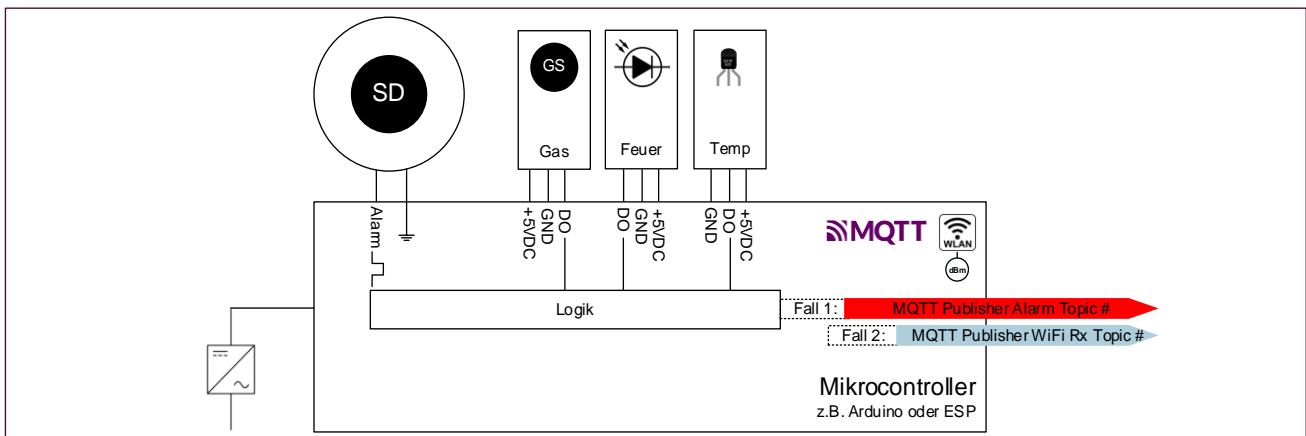 SD
GS
Gas
Feuer
Temp
Alarm
+5VDC
GND
DO
DO
GND
+5VDC
GND
DO
+5VDC
MQTT
WLAN
dBm
Logik
Fall 1:
MQTT Publisher Alarm Topic #
Fall 2:
MQTT Publisher WiFi Rx Topic #
Mikrocontroller
z.B. Arduino oder ESP